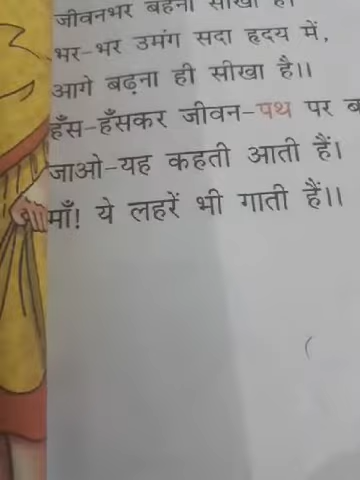 जीवनभर बहना सीखा है।
भर-भर उमंग सदा हृदय में,
आगे बढ़ना ही सीखा है।।
हँस-हँसकर जीवन-पथ पर
जाओ-यह कहती आती हैं।
माँ! ये लहरें भी गाती हैं।।